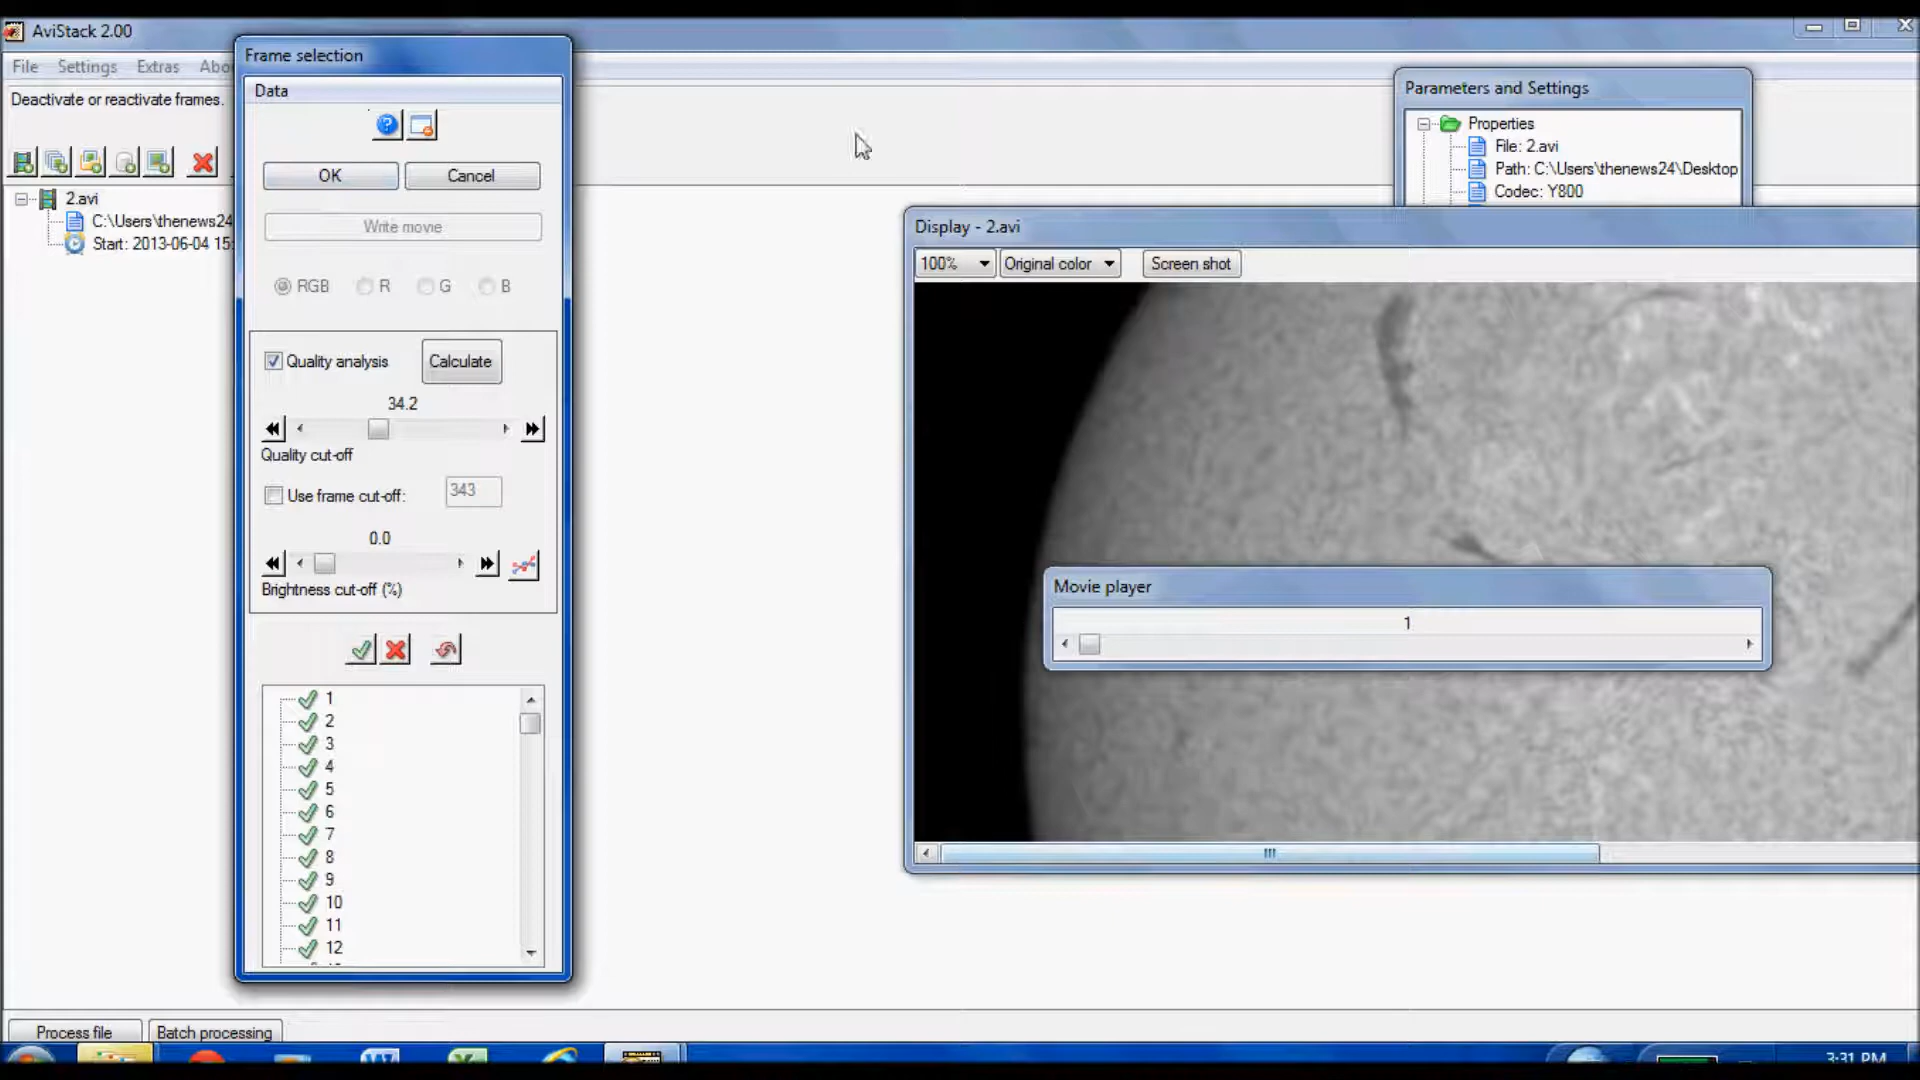 AviStack 2.00
File Settings Extras Abo
Deactivate or reactivate frames.
2.avi
C:\Users\thenews24
Start: 2013-06-04 15:
Frame selection
Data
OK Cancel
Write movie
RGB R G B
Quality analysis Calculate
34.2
Quality cut-off
Use frame cut-off: 343
0.0
Brightness cut-off (%)
1
2
3
4
5
6
7
8
9
10
11
12
Parameters and Settings
Properties
File: 2.avi
Path: C:\Users\thenews24\Desktop
Codec: Y800
Display - 2.avi
100% Original color Screen shot
Movie player
1
Process file Batch processing
3:31 PM